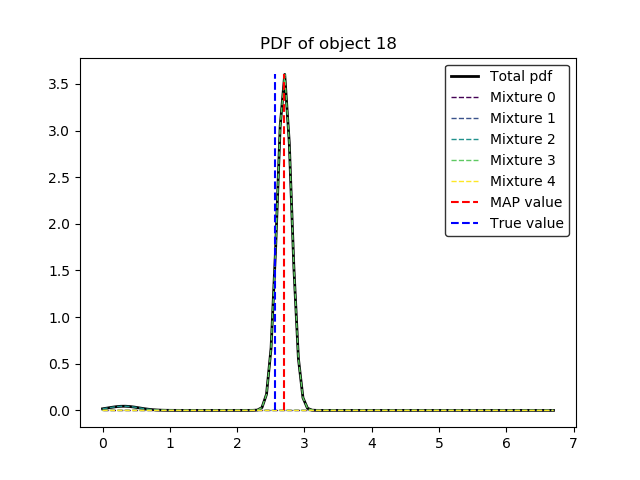 PDF of object 18
Total pdf
Mixture 0
Mixture 1
Mixture 2
Mixture 3
Mixture 4
MAP value
True value
3.5
3.0
2.5
2.0
1.5
1.0
0.5
0.0
0 1 2 3 4 5 6 7